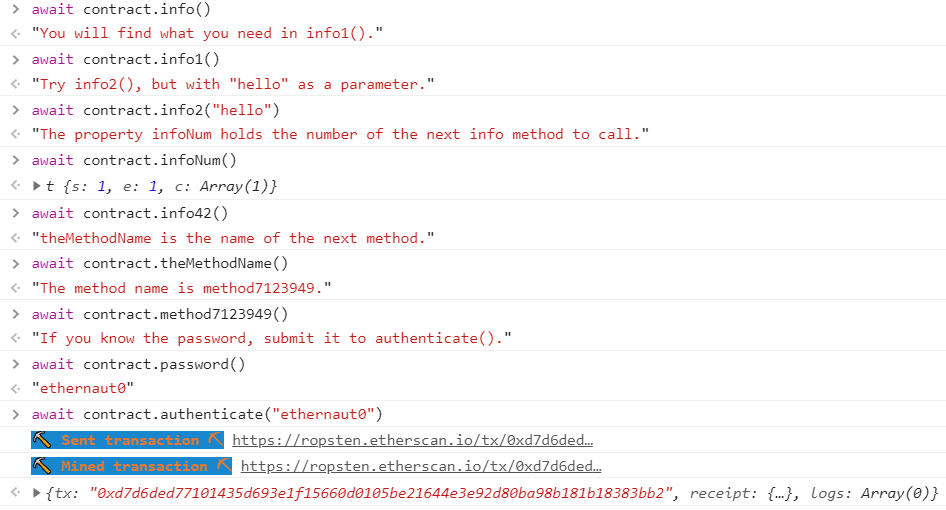 > await contract.info()
"You will find what you need in info1()."
> await contract.info1()
"Try info2(), but with "hello" as a parameter."
> await contract.info2("hello")
"The property infoNum holds the number of the next info method to call."
> await contract.infoNum()
t {s: 1, e: 1, c: Array(1)}
> await contract.info42()
"theMethodName is the name of the next method."
> await contract.theMethodName()
"The method name is method7123949."
> await contract.method7123949()
"If you know the password, submit it to authenticate()."
> await contract.password()
"ethernaut0"
> await contract.authenticate("ethernaut0")
Sent transaction https://ropsten.etherscan.io/tx/0xd7d6ded…
Mined transaction https://ropsten.etherscan.io/tx/0xd7d6ded…
{tx: "0xd7d6ded77101435d693e1f15660d0105be21644e3e92d80ba98b181b18383bb2", receipt: {…}, logs: Array(0)}